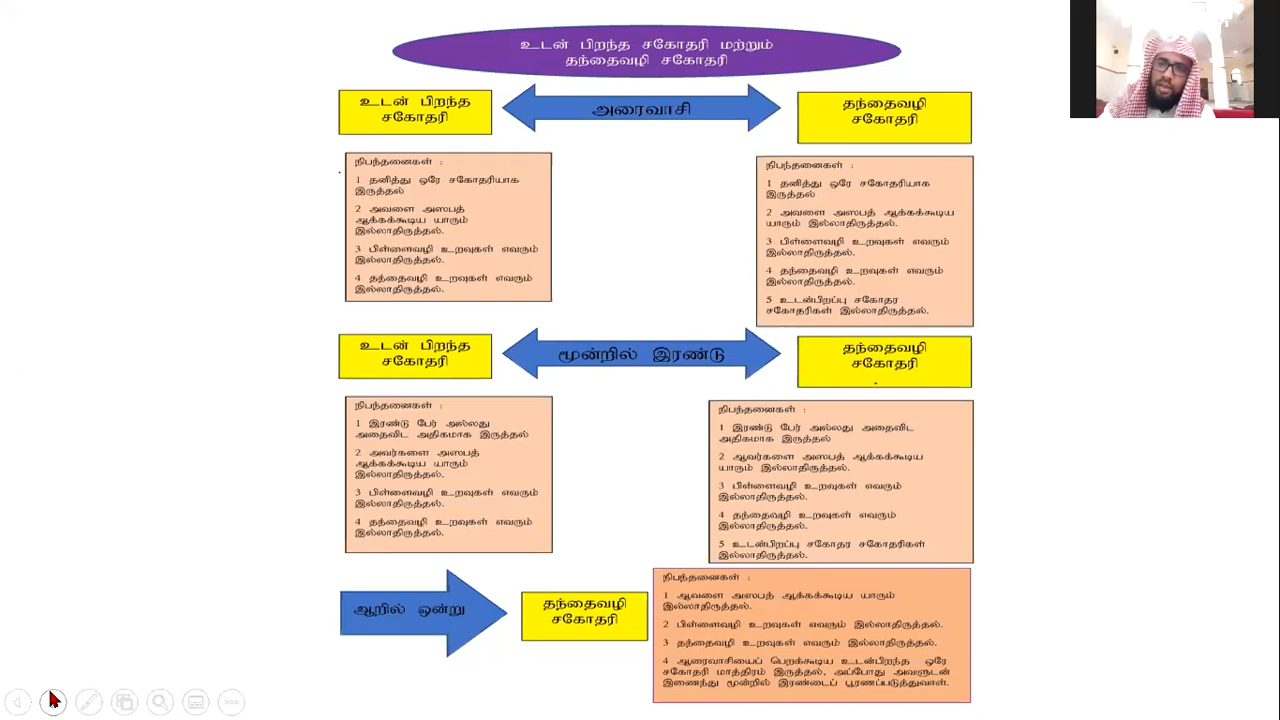 உடன் பிறந்த சகோதரி மற்றும்
தந்தைவழி சகோதரி
உடன் பிறந்த
சகோதரி
அரைவாசி
தந்தைவழி
சகோதரி
நிபந்தனைகள் :
1 தனித்து ஒரே சகோதரியாக
இருத்தல்
2 அவளை அஸபத்
ஆக்கக்கூடிய யாரும்
இல்லாதிருத்தல்.
3 பிள்ளைவழி உறவுகள் எவரும்
இல்லாதிருத்தல்.
4 தத்தைவழி உறவுகள் எவரும்
இல்லாதிருத்தல்.
நிபந்தனைகள் :
1 தனித்து ஒரே சகோதரியாக
இருத்தல்
2 அவளை அஸபத் ஆக்கக்கூடிய
யாரும் இல்லாதிருத்தல்.
3 பிள்ளைவழி உறவுகள் எவரும்
இல்லாதிருத்தல்.
4 தந்தைவழி உறவுகள் எவரும்
இல்லாதிருத்தல்.
5 உடன்பிறப்பு சகோதர
சகோதரிகள் இல்லாதிருத்தல்.
உடன் பிறந்த
சகோதரி
மூன்றில் இரண்டு
தந்தைவழி
சகோதரி
நிபந்தனைகள் :
1 இரண்டு பேர் அல்லது
அதைவிட அதிகமாக இருத்தல்
2 அவர்களை அஸபத்
ஆக்கக்கூடிய யாரும்
இல்லாதிருத்தல்.
3 பிள்ளைவழி உறவுகள் எவரும்
இல்லாதிருத்தல்.
4 தத்தைவழி உறவுகள் எவரும்
இல்லாதிருத்தல்.
நிபந்தனைகள் :
1 இரண்டு பேர் அல்லது அதைவிட
அதிகமாக இருத்தல்
2 ஆவர்களை அஸபத் ஆக்கக்கூடிய
யாரும் இல்லாதிருத்தல்.
3 பிள்ளைவழி உறவுகள் எவரும்
இல்லாதிருத்தல்.
4 தந்தைவழி உறவுகள் எவரும்
இல்லாதிருத்தல்.
5 உடன்பிறப்பு சகோதர சகோதரிகள்
இல்லாதிருத்தல்.
ஆறில் ஒன்று
தந்தைவழி
சகோதரி
நிபந்தனைகள் :
1 ஆவளை அஸபத் ஆக்கக்கூடிய யாரும்
இல்லாதிருத்தல்.
2 பிள்ளைவழி உறவுகள் எவரும் இல்லாதிருத்தல்.
3 தத்தைவழி உறவுகள் எவரும் இல்லாதிருத்தல்.
4 ஆரைவாசியைப் பெறக்கூடிய உடன்பிறந்த ஒரே
சகோதரி மாத்திரம் இருத்தல், அப்போது அவளுடன்
இணைந்து மூன்றில் இரண்டைப் பூரணப்படுத்துவாள்.